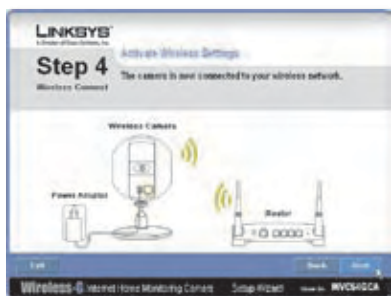 LINKSYS
A Division of Cisco Systems, Inc.
Activate Wireless Settings
Step 4
The camera is now connected to your wireless network.
Wireless Connect
Wireless Camera
Power Adapter
Router
Exit
Back
Next
Wireless-G Internet Home Monitoring Camera
Setup Wizard
Model No. WVC54GCA